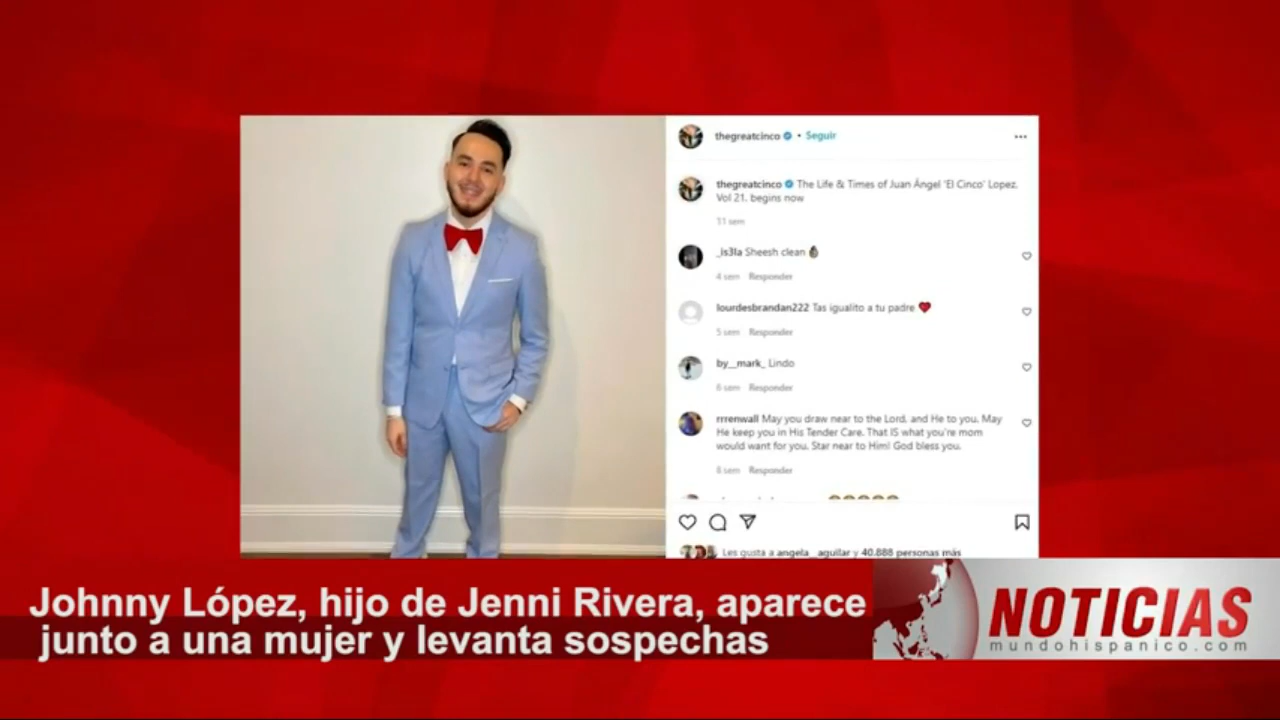 thegreatcinco • Seguir
thegreatcinco The Life & Times of Juan Ángel 'El Cinco' Lopez.
Vol 21. begins now
11 sem
_is3la Sheesh clean
4 sem Responder
lourdesbrandan222 Tas igualito a tu padre ❤
5 sem Responder
by__mark_ Lindo
6 sem Responder
rrrenwall May you draw near to the Lord, and He to you. May
He keep you in His Tender Care. That IS what you're mom
would want for you. Star near to Him! God bless you.
8 sem Responder
Les gusta a angela__aguilar y 40.888 personas más
Johnny López, hijo de Jenni Rivera, aparece
junto a una mujer y levanta sospechas
NOTICIAS
mundohispanico.com